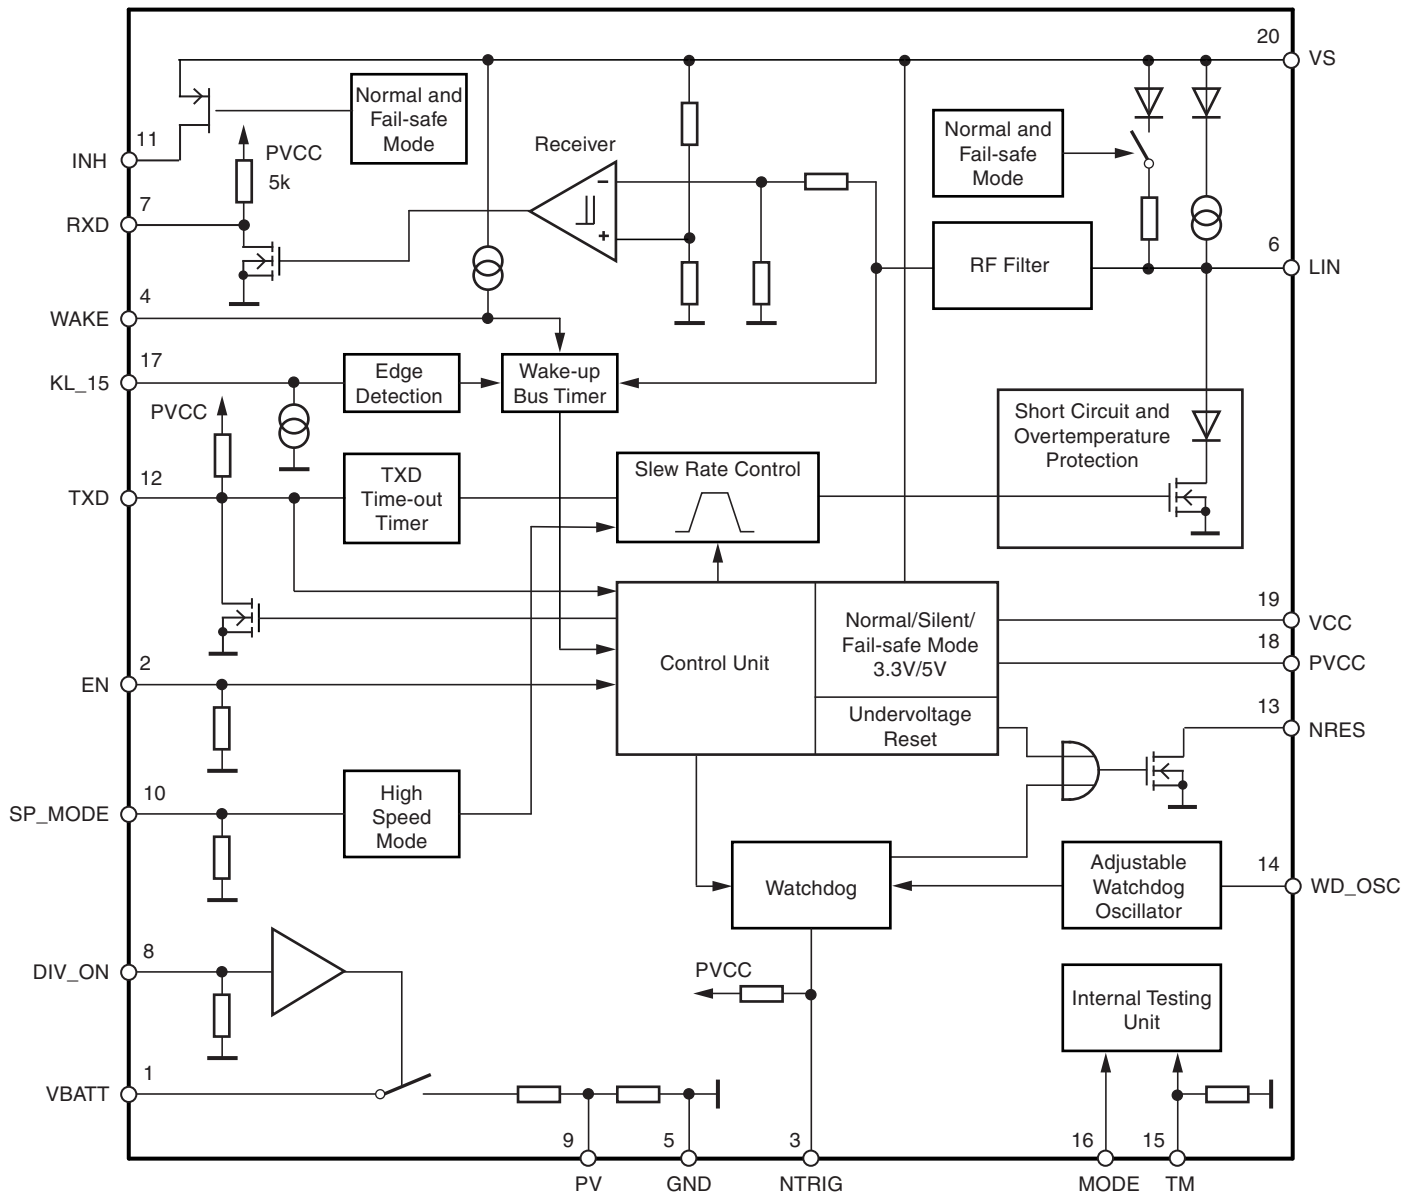 20
VS
Normal and
Fail-safe
Mode
11
INH
PVCC
5k
Receiver
-
+
Normal and
Fail-safe
Mode
7
RXD
RF Filter
6
LIN
4
WAKE
17
KL_15
Edge
Detection
Wake-up
Bus Timer
PVCC
Short Circuit and
Overtemperature
Protection
12
TXD
TXD
Time-out
Timer
Slew Rate Control
Control Unit
Normal/Silent/
Fail-safe Mode
3.3V/5V
Undervoltage
Reset
19
VCC
18
PVCC
2
EN
13
NRES
10
SP_MODE
High
Speed
Mode
Watchdog
Adjustable
Watchdog
Oscillator
14
WD_OSC
8
DIV_ON
PVCC
Internal Testing
Unit
1
VBATT
9
PV
5
GND
3
NTRIG
16
MODE
15
TM